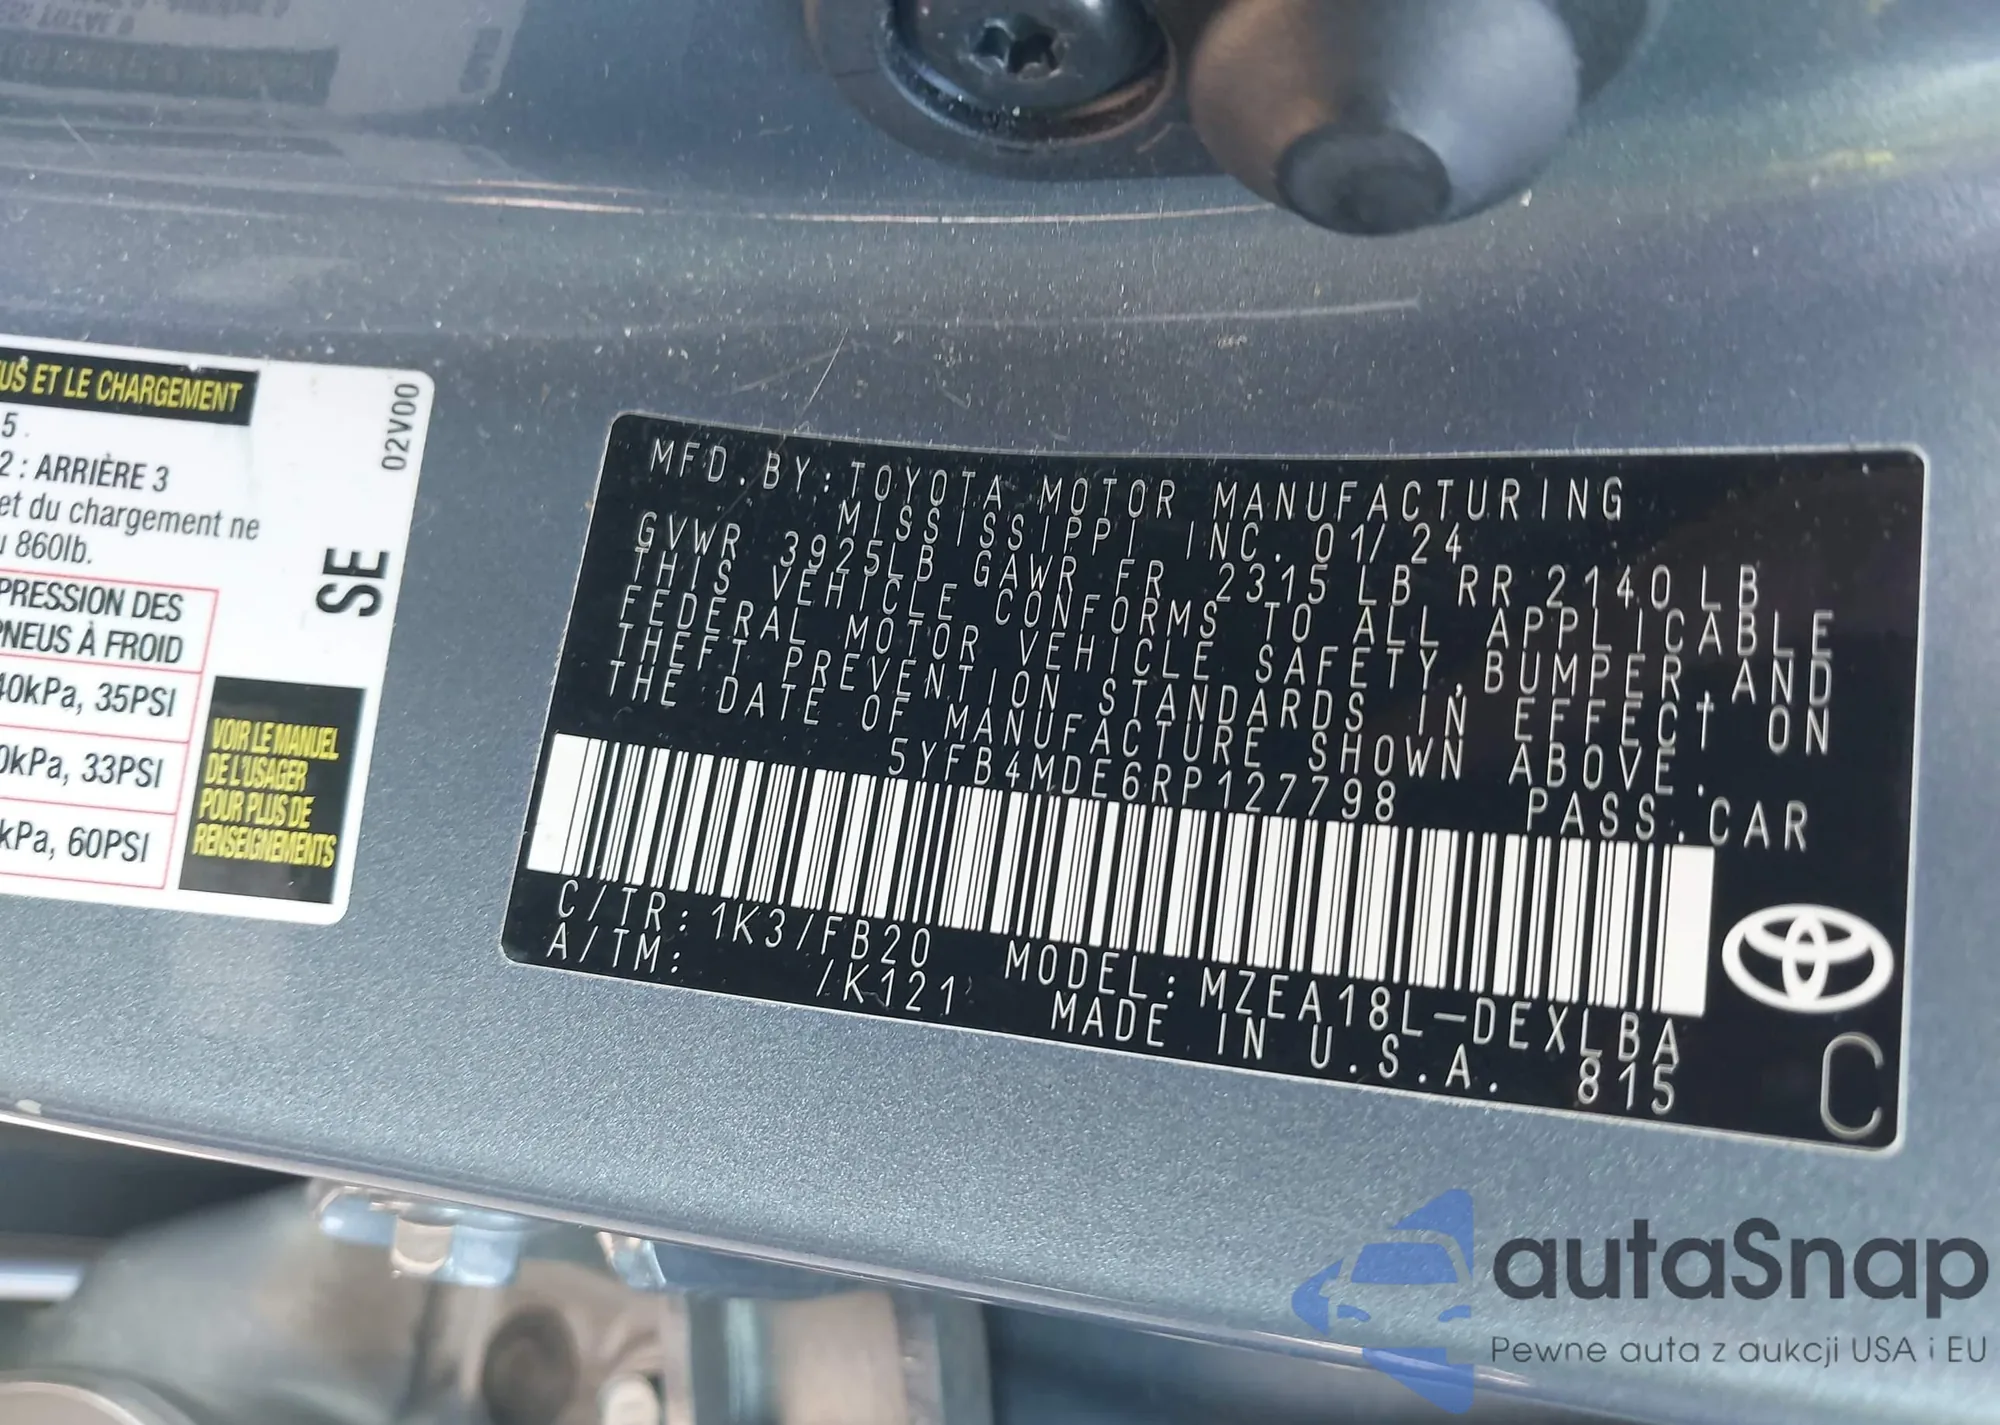 US ET LE CHARGEMENT
5
2 : ARRIÈRE 3
et du chargement ne
860lb.
PRESSION DES
PNEUS À FROID
40kPa, 35PSI
0kPa, 33PSI
kPa, 60PSI
02V00
SE
VOIR LE MANUEL
DE L'USAGER
POUR PLUS DE
RENSEIGNEMENTS
MFD.BY:TOYOTA MOTOR MANUFACTURING
MISSISSIPPI INC. 01/24
GVWR 3925LB GAWR FR 2315LB RR 2140LB
THIS VEHICLE CONFORMS TO ALL APPLICABLE
FEDERAL MOTOR VEHICLE SAFETY,BUMPER,AND
THEFT PREVENTION STANDARDS IN EFFECT ON
THE DATE OF MANUFACTURE SHOWN ABOVE.
5YFB4MDE6RP127798 PASS.CAR
C/TR: 1K3/FB20 MODEL:MZEA18L-DEXLBA
A/TM: /K121 MADE IN U.S.A. 815
C
autaSnap
Pewne auta z aukcji USA i EU